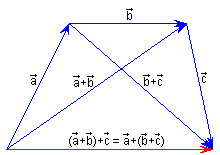 b⃗
a⃗
a⃗+b⃗
b⃗+c⃗
c⃗
(a⃗+b⃗)+c⃗ = a⃗+(b⃗+c⃗)